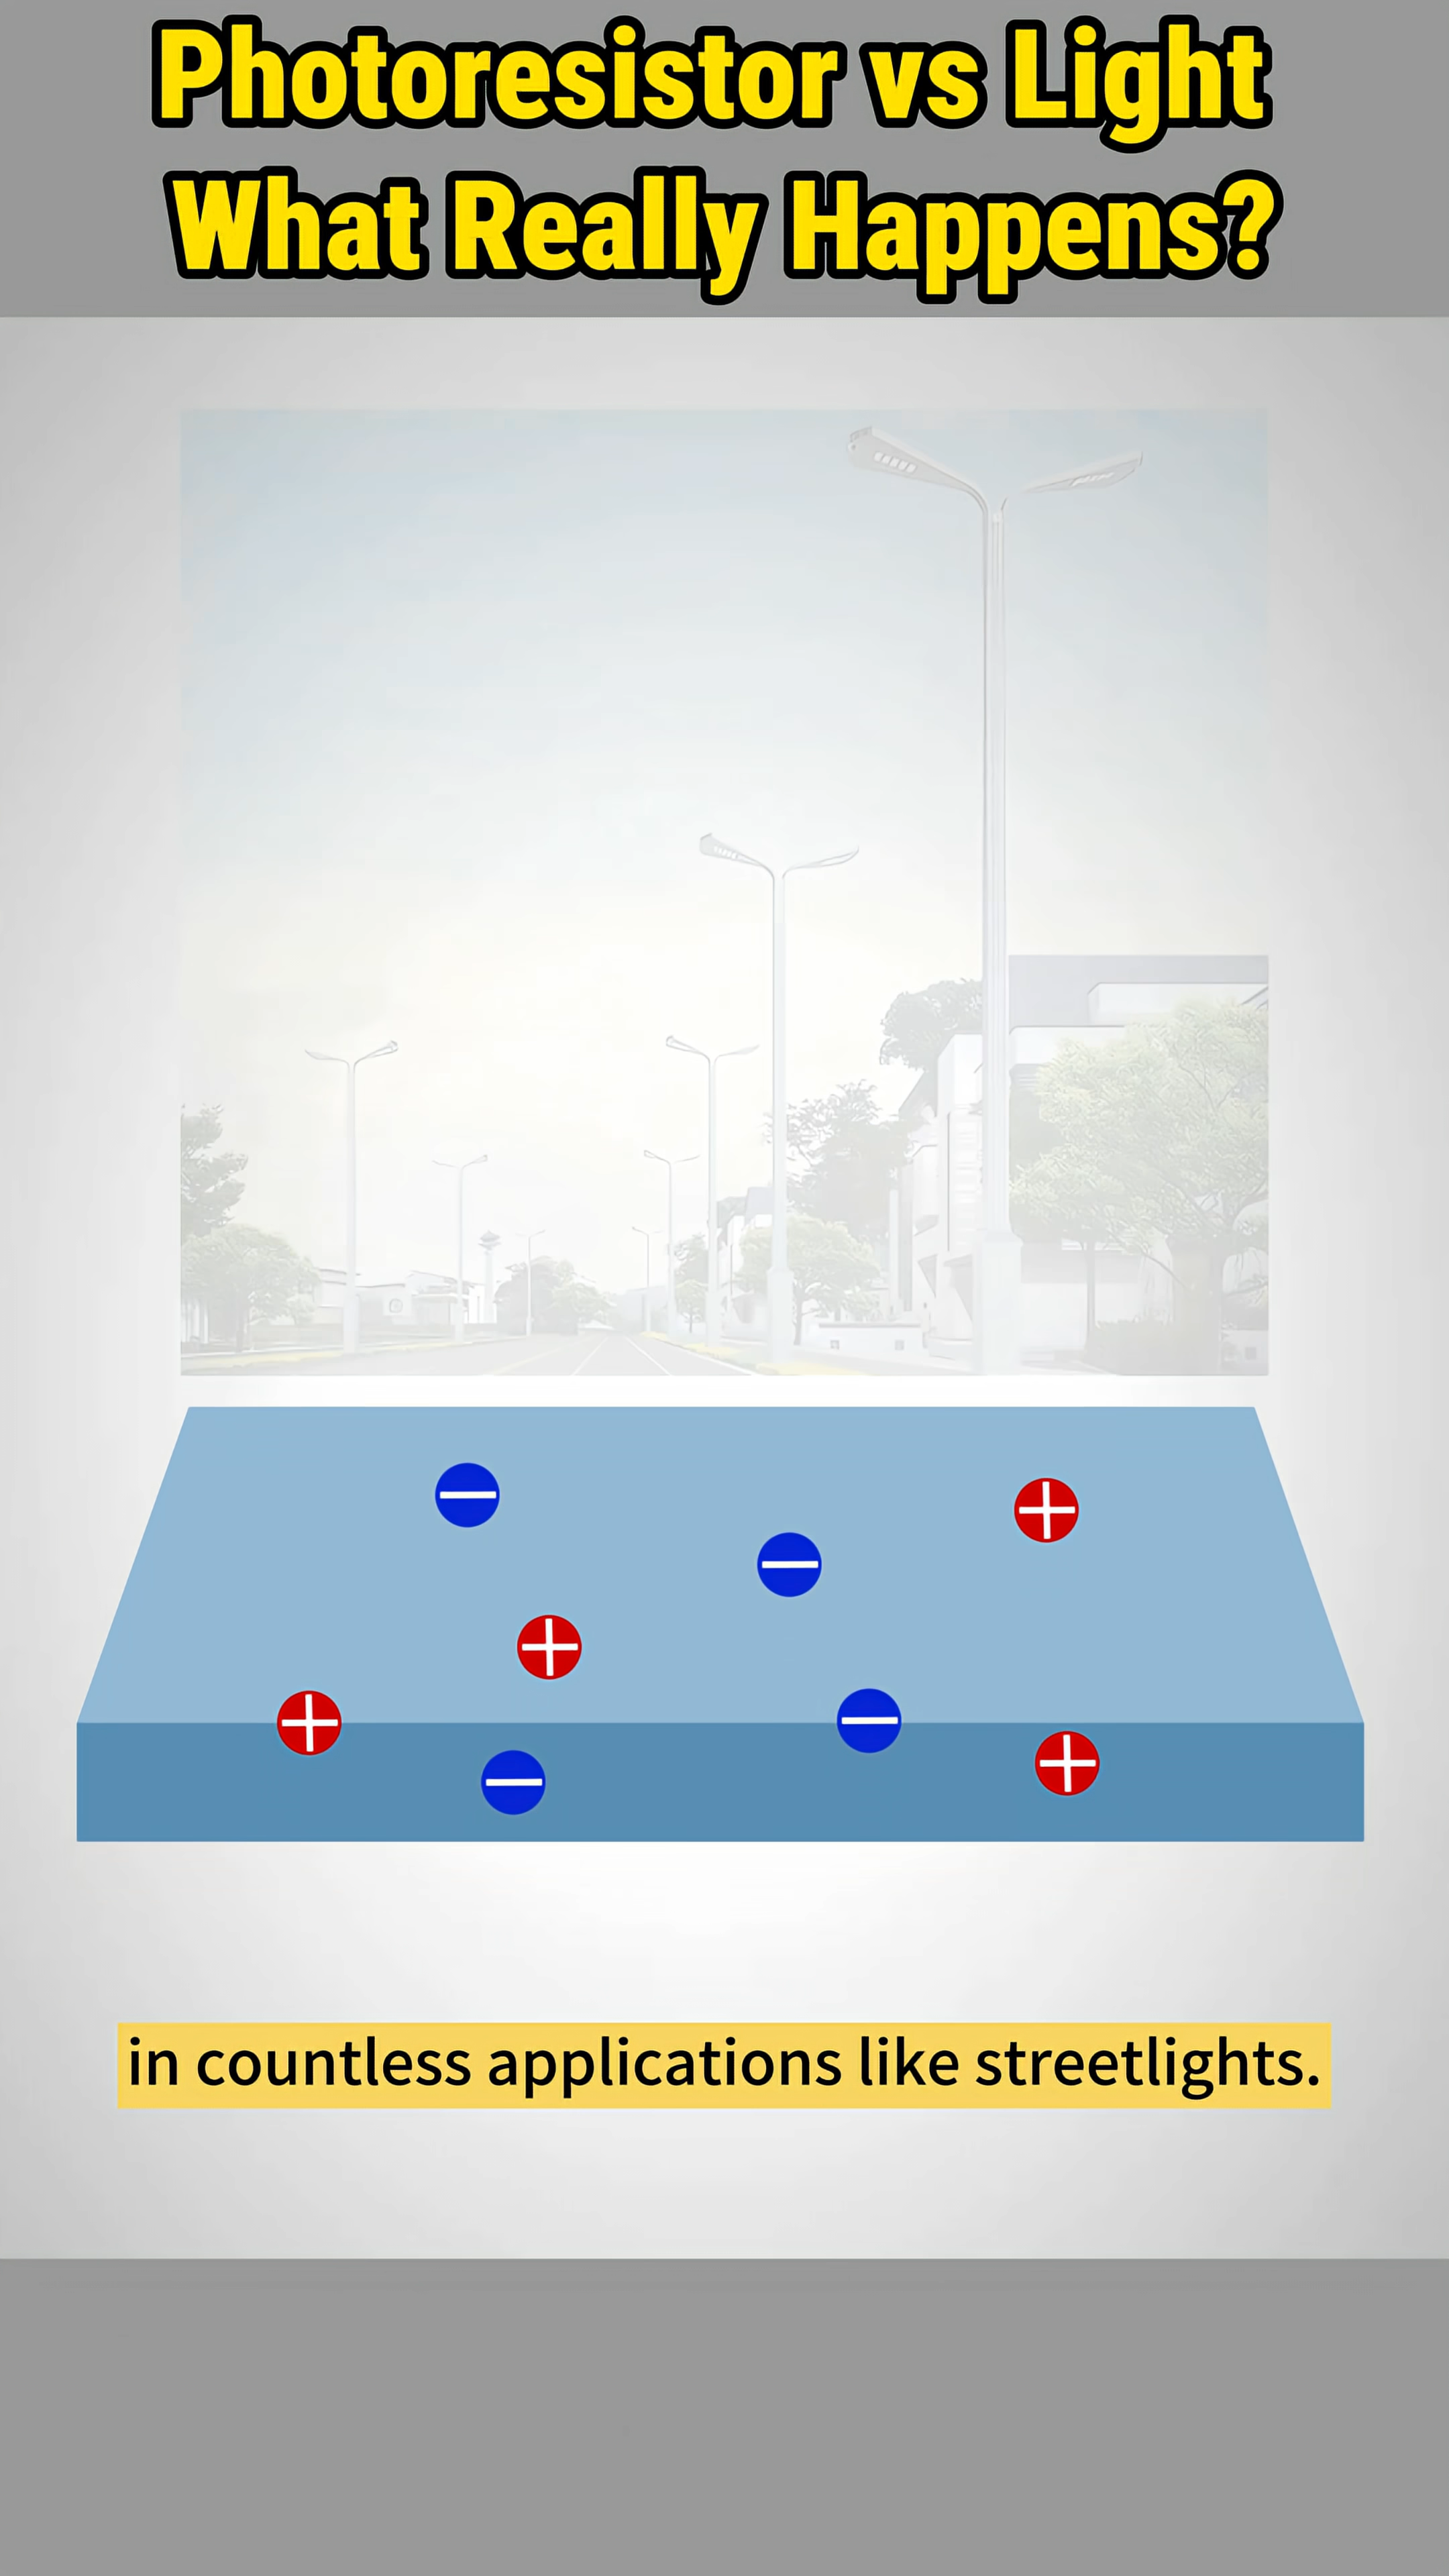 Photoresistor vs Light
What Really Happens?
in countless applications like streetlights.